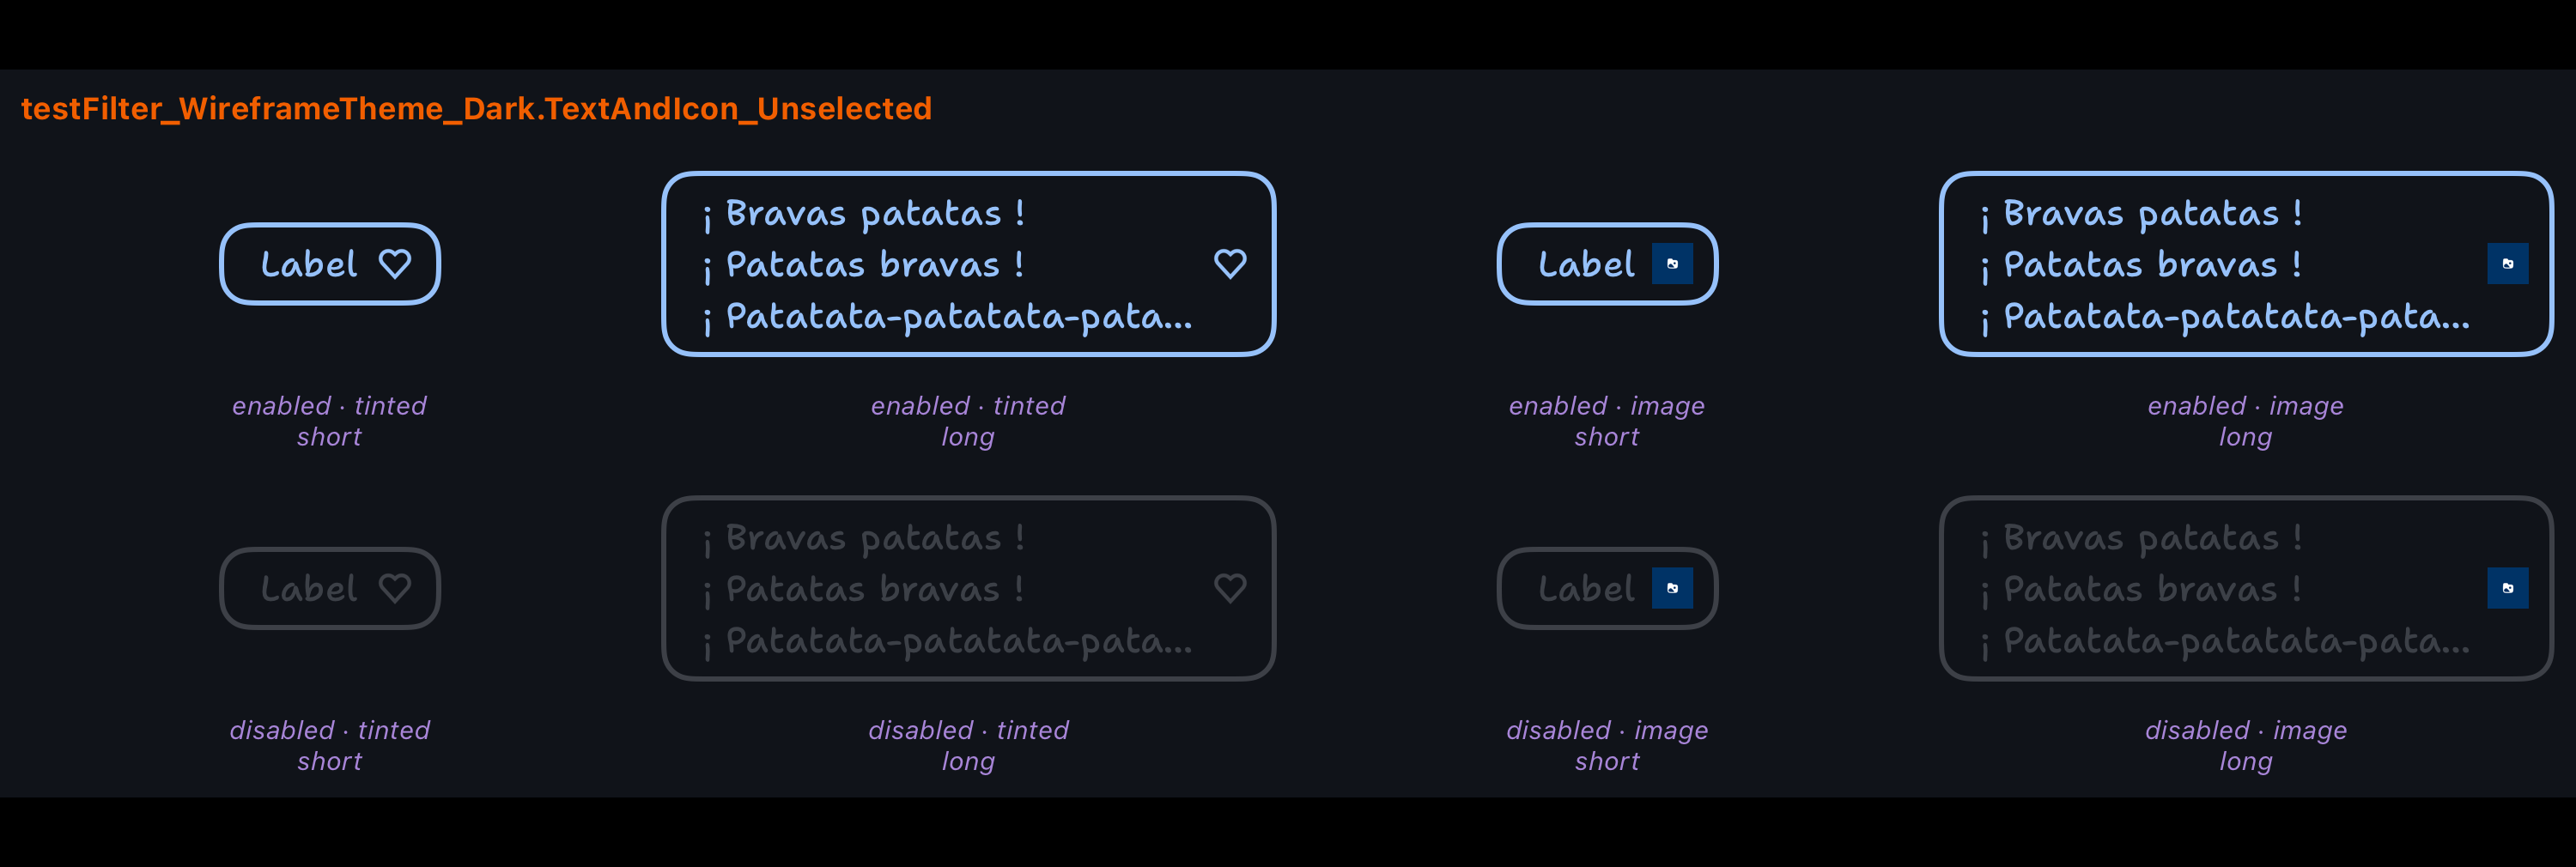 testFilter_WireframeTheme_Dark.TextAndIcon_Unselected
Label
¡ Bravas patatas !
¡ Patatas bravas !
¡ Patatata-patatata-pata...
Label
¡ Bravas patatas !
¡ Patatas bravas !
¡ Patatata-patatata-pata...
enabled · tinted
short
enabled · tinted
long
enabled · image
short
enabled · image
long
Label
¡ Bravas patatas !
¡ Patatas bravas !
¡ Patatata-patatata-pata...
Label
¡ Bravas patatas !
¡ Patatas bravas !
¡ Patatata-patatata-pata...
disabled · tinted
short
disabled · tinted
long
disabled · image
short
disabled · image
long